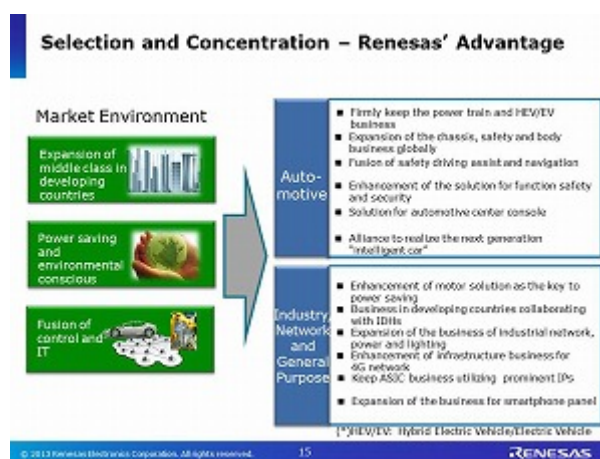 Selection and Concentration – Renesas' Advantage
Market Environment
Expansion of
middle class in
developing
countries
Power saving
and
environmental
conscious
Fusion of
control and
IT
Auto-
motive
■ Firmly keep the power train and HEV/EV
business
■ Expansion of the chassis, safety and body
business globally
■ Fusion of safety driving assist and navigation
■ Enhancement of the solution for function safety
and security
■ Solution for automotive center console
■ Alliance to realize the next generation
"intelligent car"
Industry,
Network
and
General
Purpose
■ Enhancement of motor solution as the key to
power saving
■ Business in developing countries collaborating
with IDHs
■ Expansion of the business of industrial network,
power and lighting
■ Enhancement of infrastructure business for
4G network
■ Keep ASIC business utilizing prominent IPs
■ Expansion of the business for smartphone panel
(*)HEV/EV: Hybrid Electric Vehicle/Electric Vehicle
© 2013 Renesas Electronics Corporation. All rights reserved.
15
RENESAS